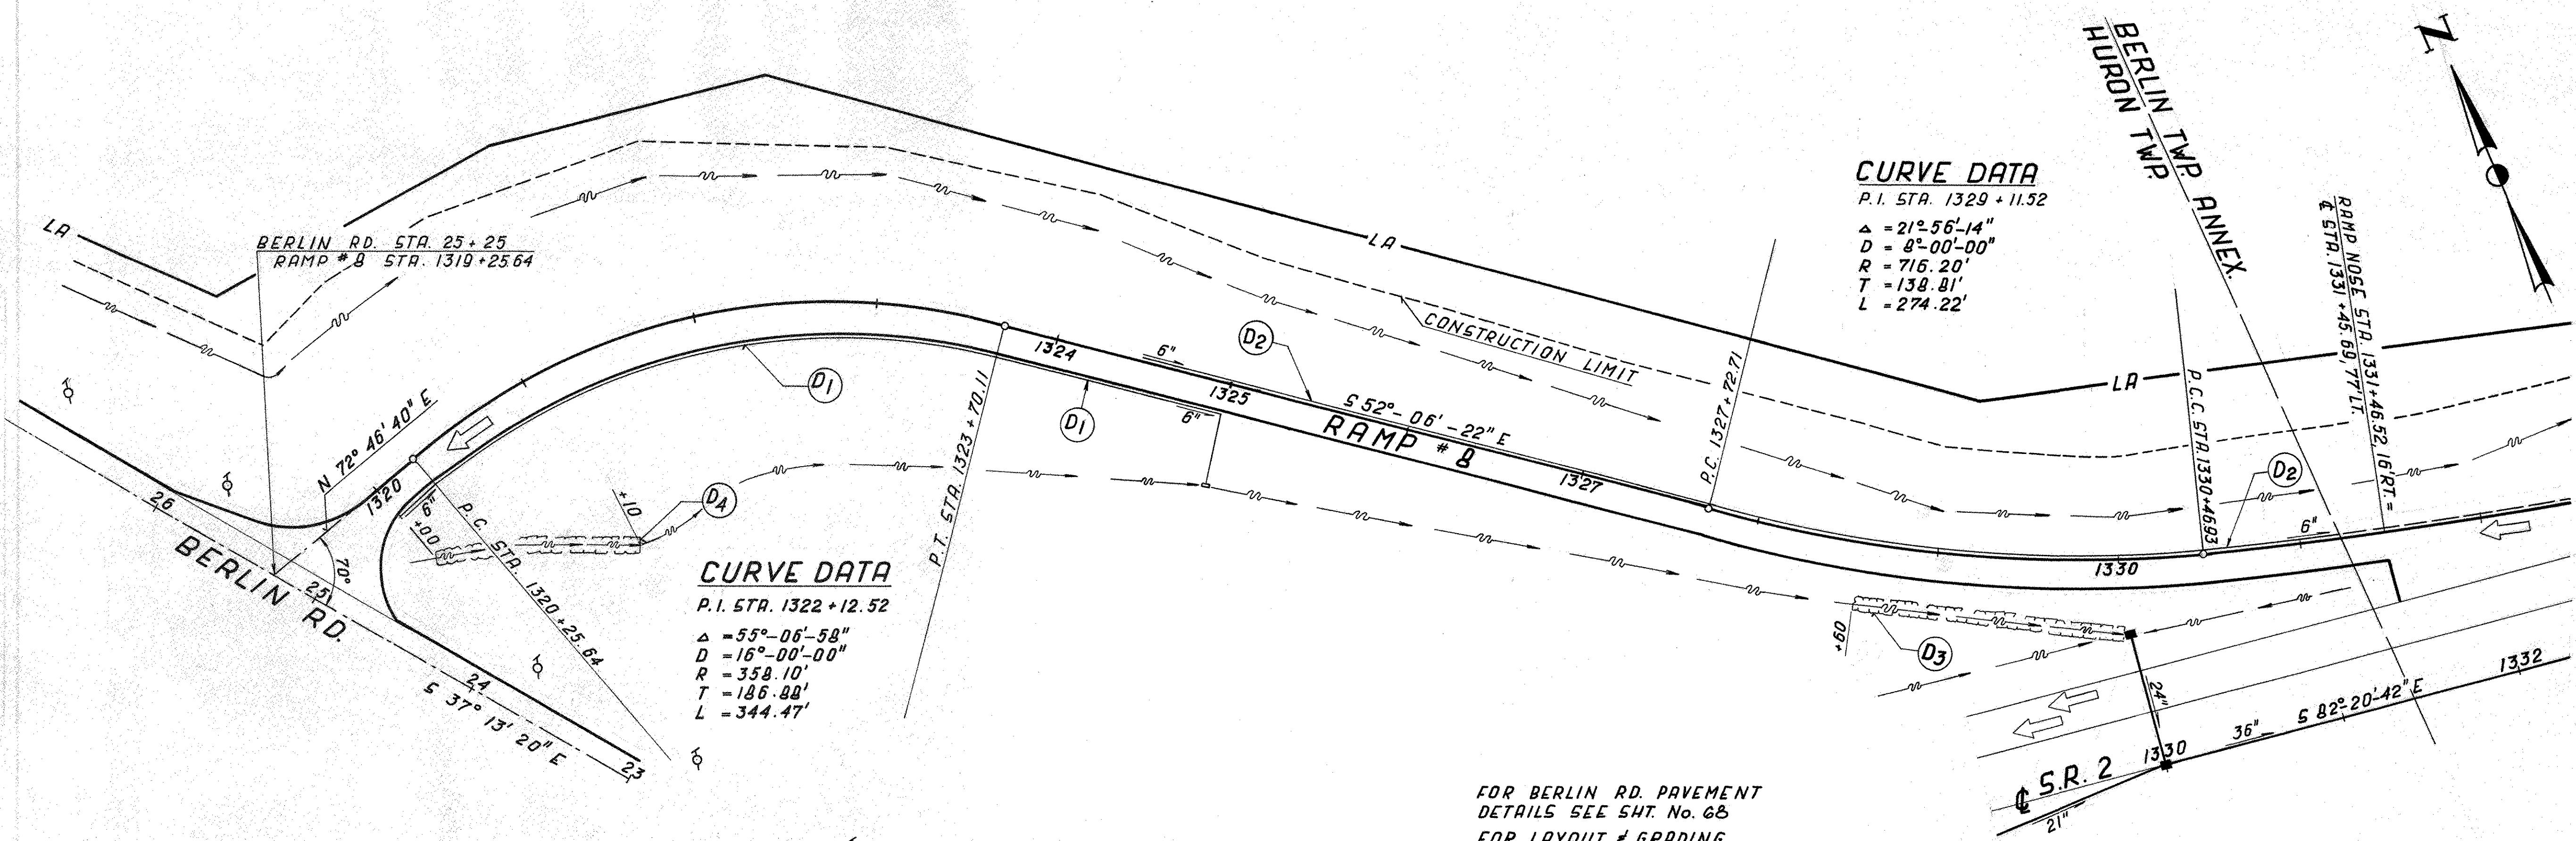 N
BERLIN TWP. ANNEX.
HURON TWP.
CURVE DATA
P.I. STA. 1329 + 11.52
Δ = 21°-56'-14"
D = 8°-00'-00"
R = 716.20'
T = 138.81'
L = 274.22'
RAMP NOSE STA. 1331+46.52, 16' RT. =
℄ STA. 1331+45.69, 77' LT.
LA
BERLIN RD. STA. 25+25
RAMP #8 STA. 1319+25.64
LA
CONSTRUCTION LIMIT
D2
6"
1324
1325
D1
D1
6"
S 52°-06'-22" E
RAMP #8
1327
P.C. 1327+72.71
LA
P.C.C. STA. 1330+46.93
D2
6"
1330
N 72° 46' 40" E
1320
6"
+00
+10
D4
P.C. STA. 1320+25.64
P.T. STA. 1323+70.11
26
BERLIN RD.
70°
25
24
S 37° 13' 20" E
23
CURVE DATA
P.I. STA. 1322+12.52
Δ = 55°-06'-58"
D = 16°-00'-00"
R = 358.10'
T = 186.88'
L = 344.47'
+60
D3
24"
1330
36"
S 82°-20'-42" E
1332
℄ S.R. 2
21"
FOR BERLIN RD. PAVEMENT
DETAILS SEE SHT. No. 68
FOR LAYOUT & GRADING